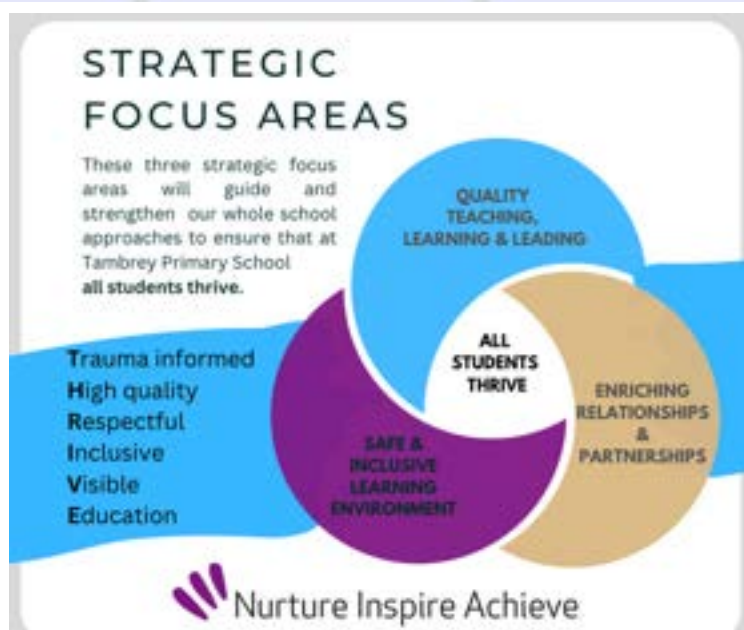 STRATEGIC
FOCUS AREAS
These three strategic focus
areas will guide and
strengthen our whole school
approaches to ensure that at
Tambrey Primary School
all students thrive.
QUALITY
TEACHING,
LEARNING & LEADING
ALL
STUDENTS
THRIVE
ENRICHING
RELATIONSHIPS
&
PARTNERSHIPS
SAFE &
INCLUSIVE
LEARNING
ENVIRONMENT
Trauma informed
High quality
Respectful
Inclusive
Visible
Education
Nurture Inspire Achieve